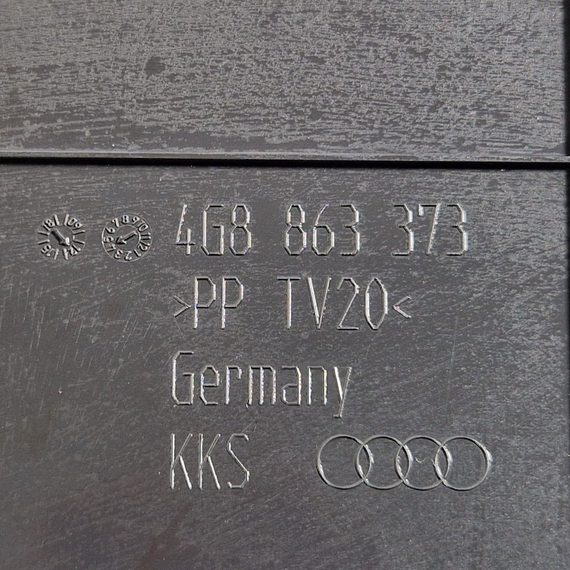 4G8 863 373
>PP TV20<
Germany
KKS